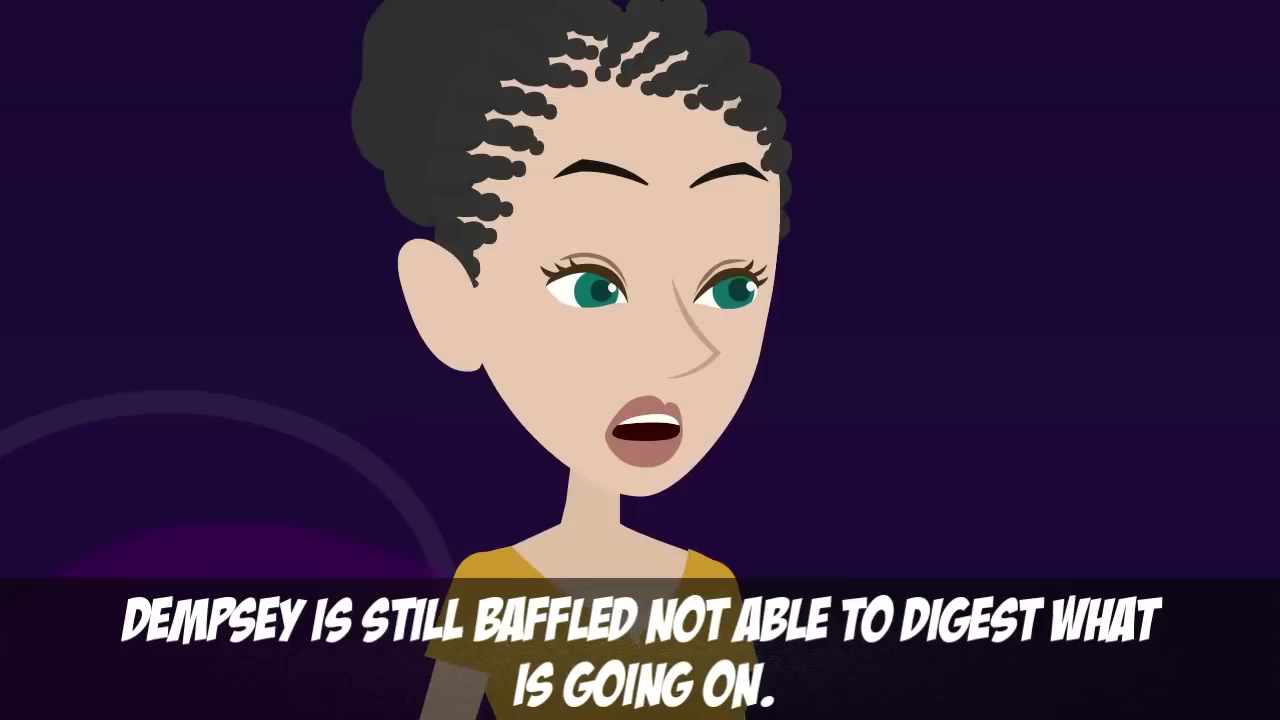 DEMPSEY IS STILL BAFFLED NOT ABLE TO DIGEST WHAT
IS GOING ON.